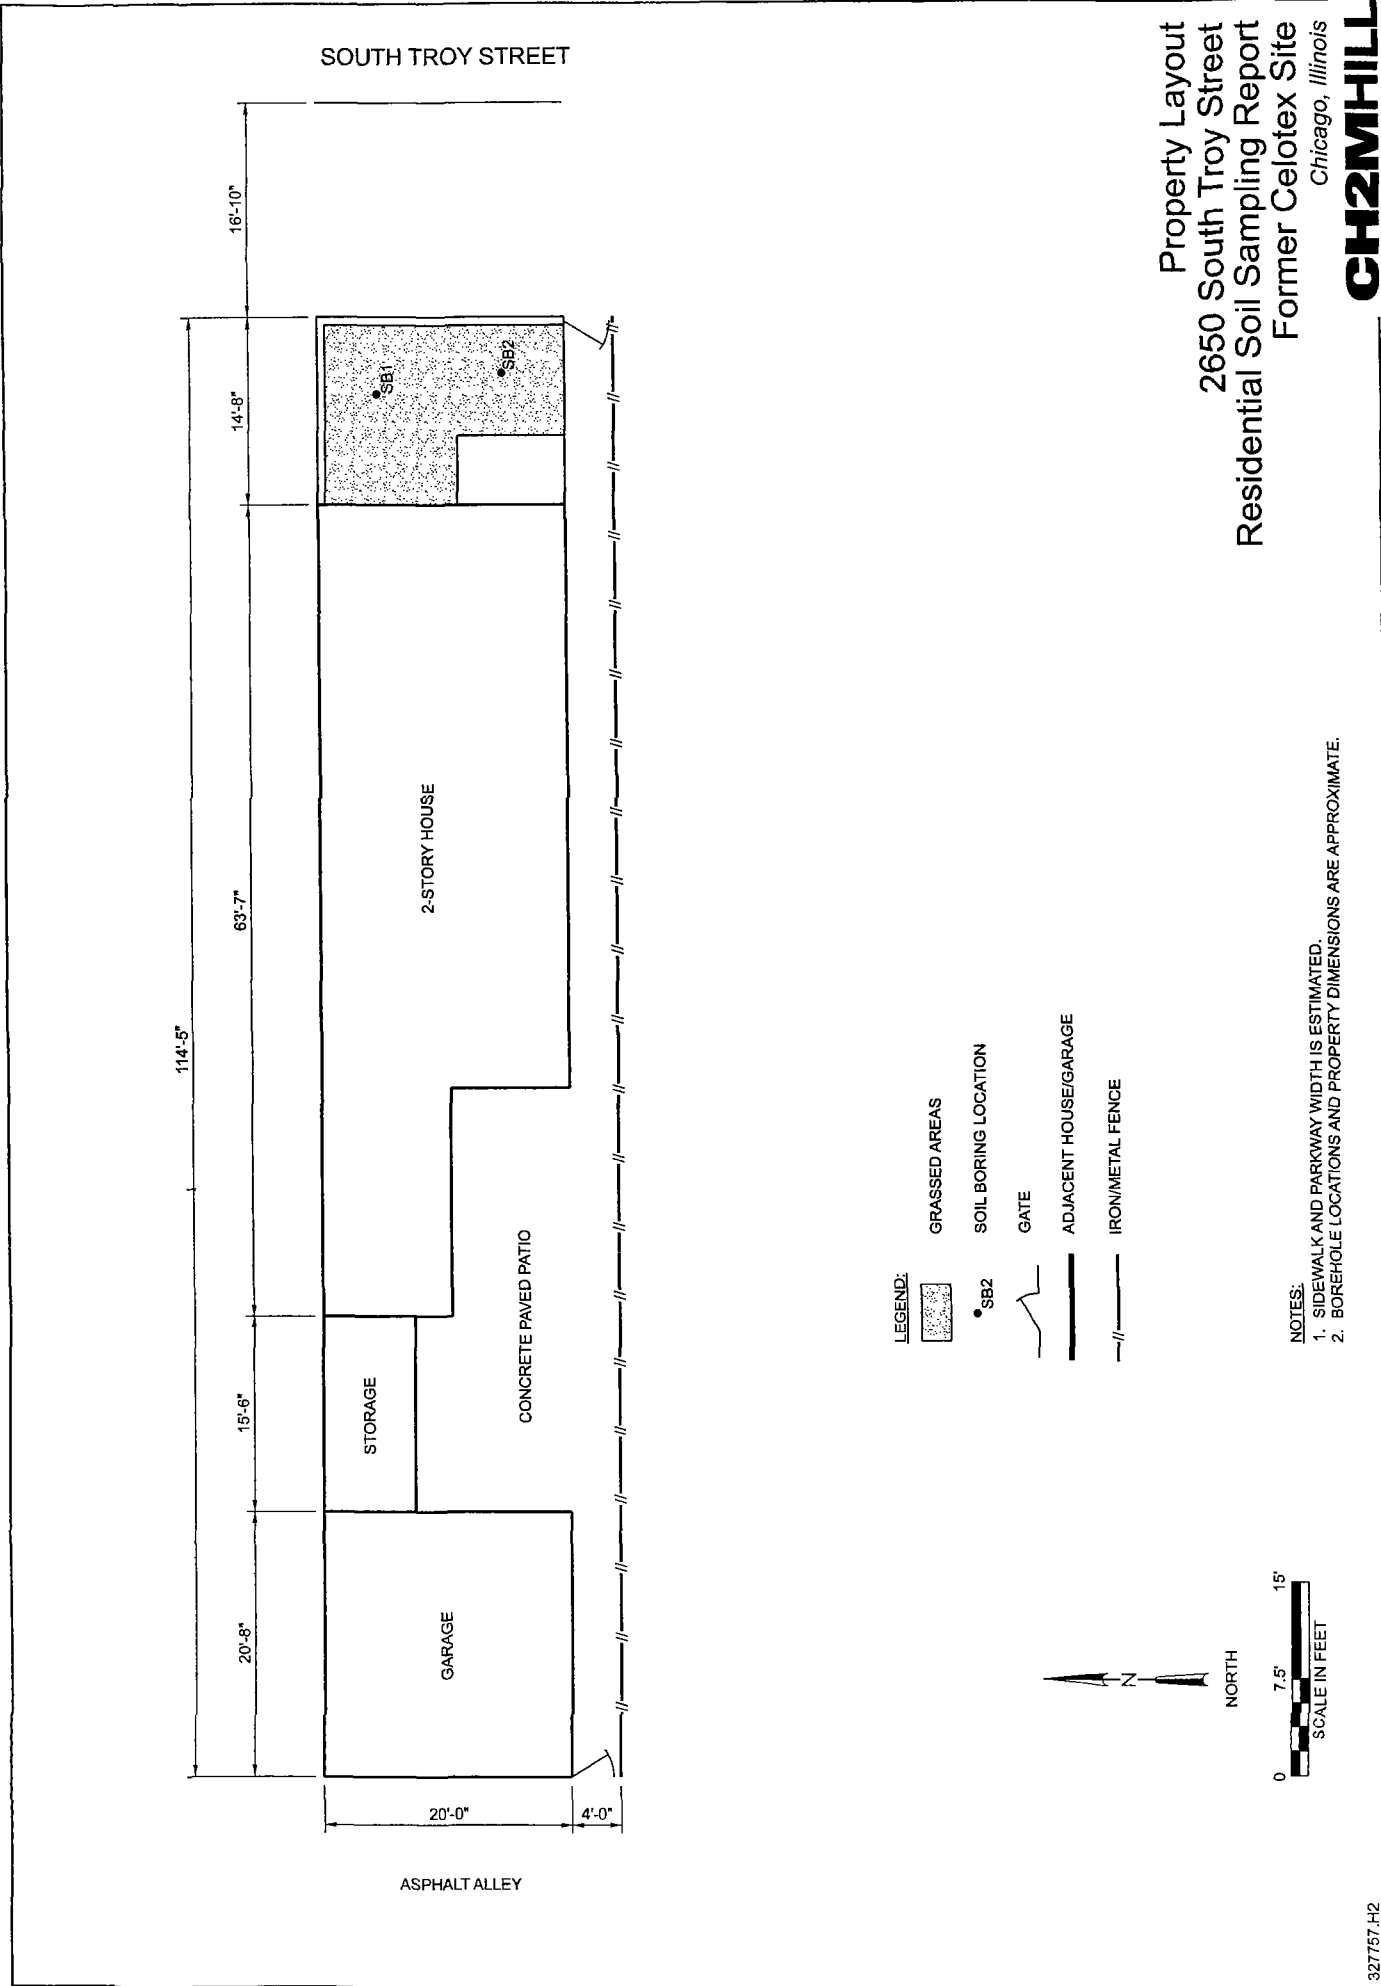 SOUTH TROY STREET
16'-10"
14'-8"
63'-7"
114'-5"
15'-6"
20'-8"
SB1
SB2
2-STORY HOUSE
STORAGE
CONCRETE PAVED PATIO
GARAGE
20'-0"
4'-0"
ASPHALT ALLEY
LEGEND:
GRASSED AREAS
SB2
SOIL BORING LOCATION
GATE
ADJACENT HOUSE/GARAGE
IRON/METAL FENCE
N
NORTH
0 7.5' 15'
SCALE IN FEET
NOTES:
1. SIDEWALK AND PARKWAY WIDTH IS ESTIMATED.
2. BOREHOLE LOCATIONS AND PROPERTY DIMENSIONS ARE APPROXIMATE.
Property Layout
2650 South Troy Street
Residential Soil Sampling Report
Former Celotex Site
Chicago, Illinois
CH2MHILL
327757.H2